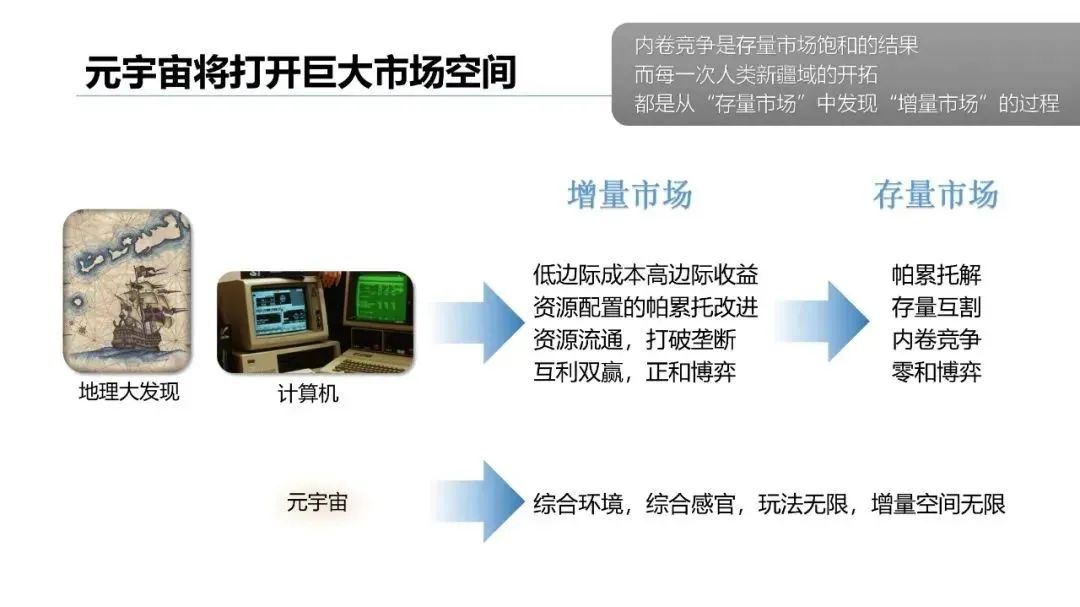 元宇宙将打开巨大市场空间
内卷竞争是存量市场饱和的结果
而每一次人类新疆域的开拓
都是从“存量市场”中发现“增量市场”的过程
增量市场
存量市场
低边际成本高边际收益
资源配置的帕累托改进
资源流通，打破垄断
互利双赢，正和博弈
帕累托解
存量互割
内卷竞争
零和博弈
地理大发现
计算机
元宇宙
综合环境，综合感官，玩法无限，增量空间无限